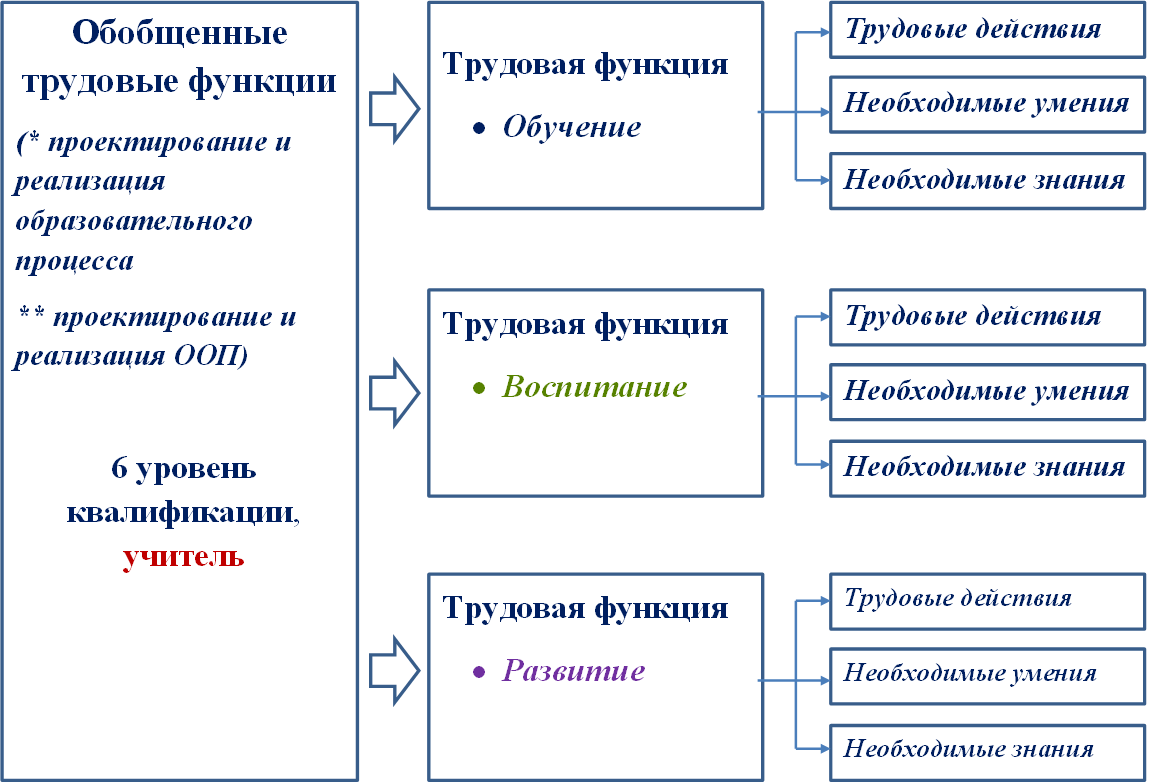 Обобщенные
трудовые функции
(* проектирование и
реализация
образовательного
процесса
** проектирование и
реализация ООП)
6 уровень
квалификации,
учитель
Трудовая функция
• Обучение
Трудовые действия
Необходимые умения
Необходимые знания
Трудовая функция
• Воспитание
Трудовые действия
Необходимые умения
Необходимые знания
Трудовая функция
• Развитие
Трудовые действия
Необходимые умения
Необходимые знания